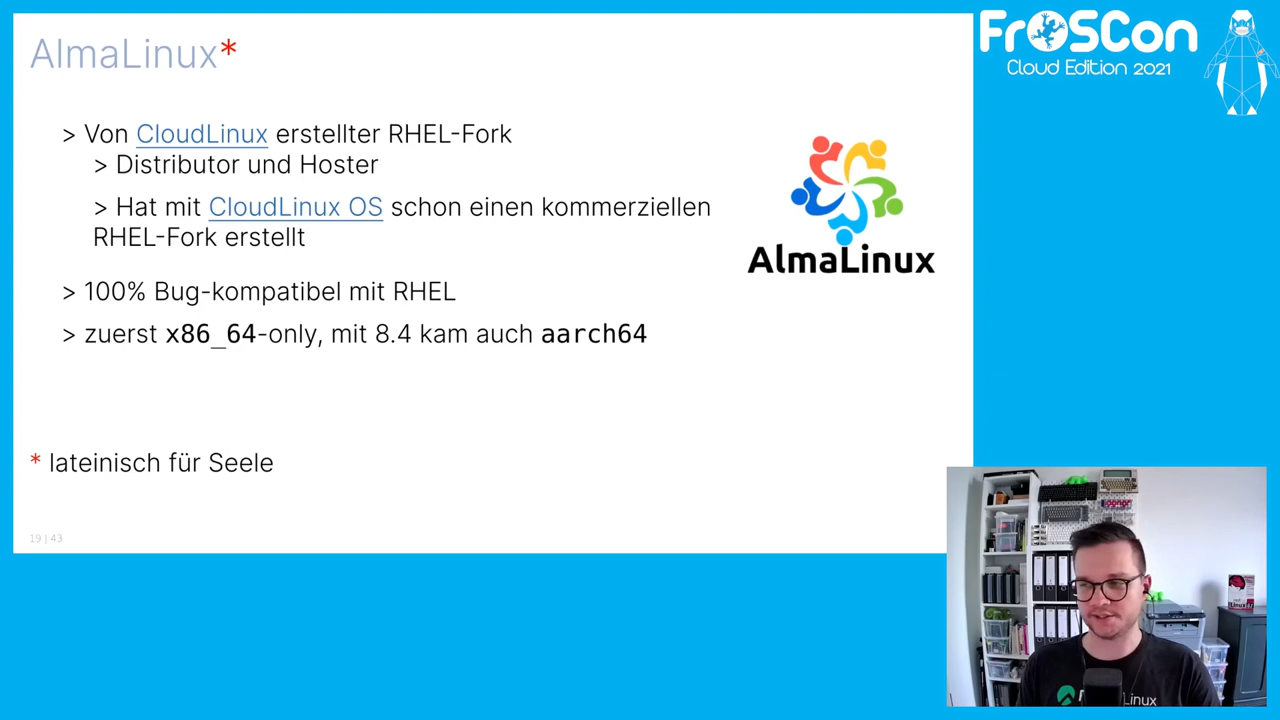 AlmaLinux*
FrOSCon
Cloud Edition 2021
> Von CloudLinux erstellter RHEL-Fork
> Distributor und Hoster
> Hat mit CloudLinux OS schon einen kommerziellen
RHEL-Fork erstellt
> 100% Bug-kompatibel mit RHEL
> zuerst x86_64-only, mit 8.4 kam auch aarch64
AlmaLinux
* lateinisch für Seele
19 | 43
Linux